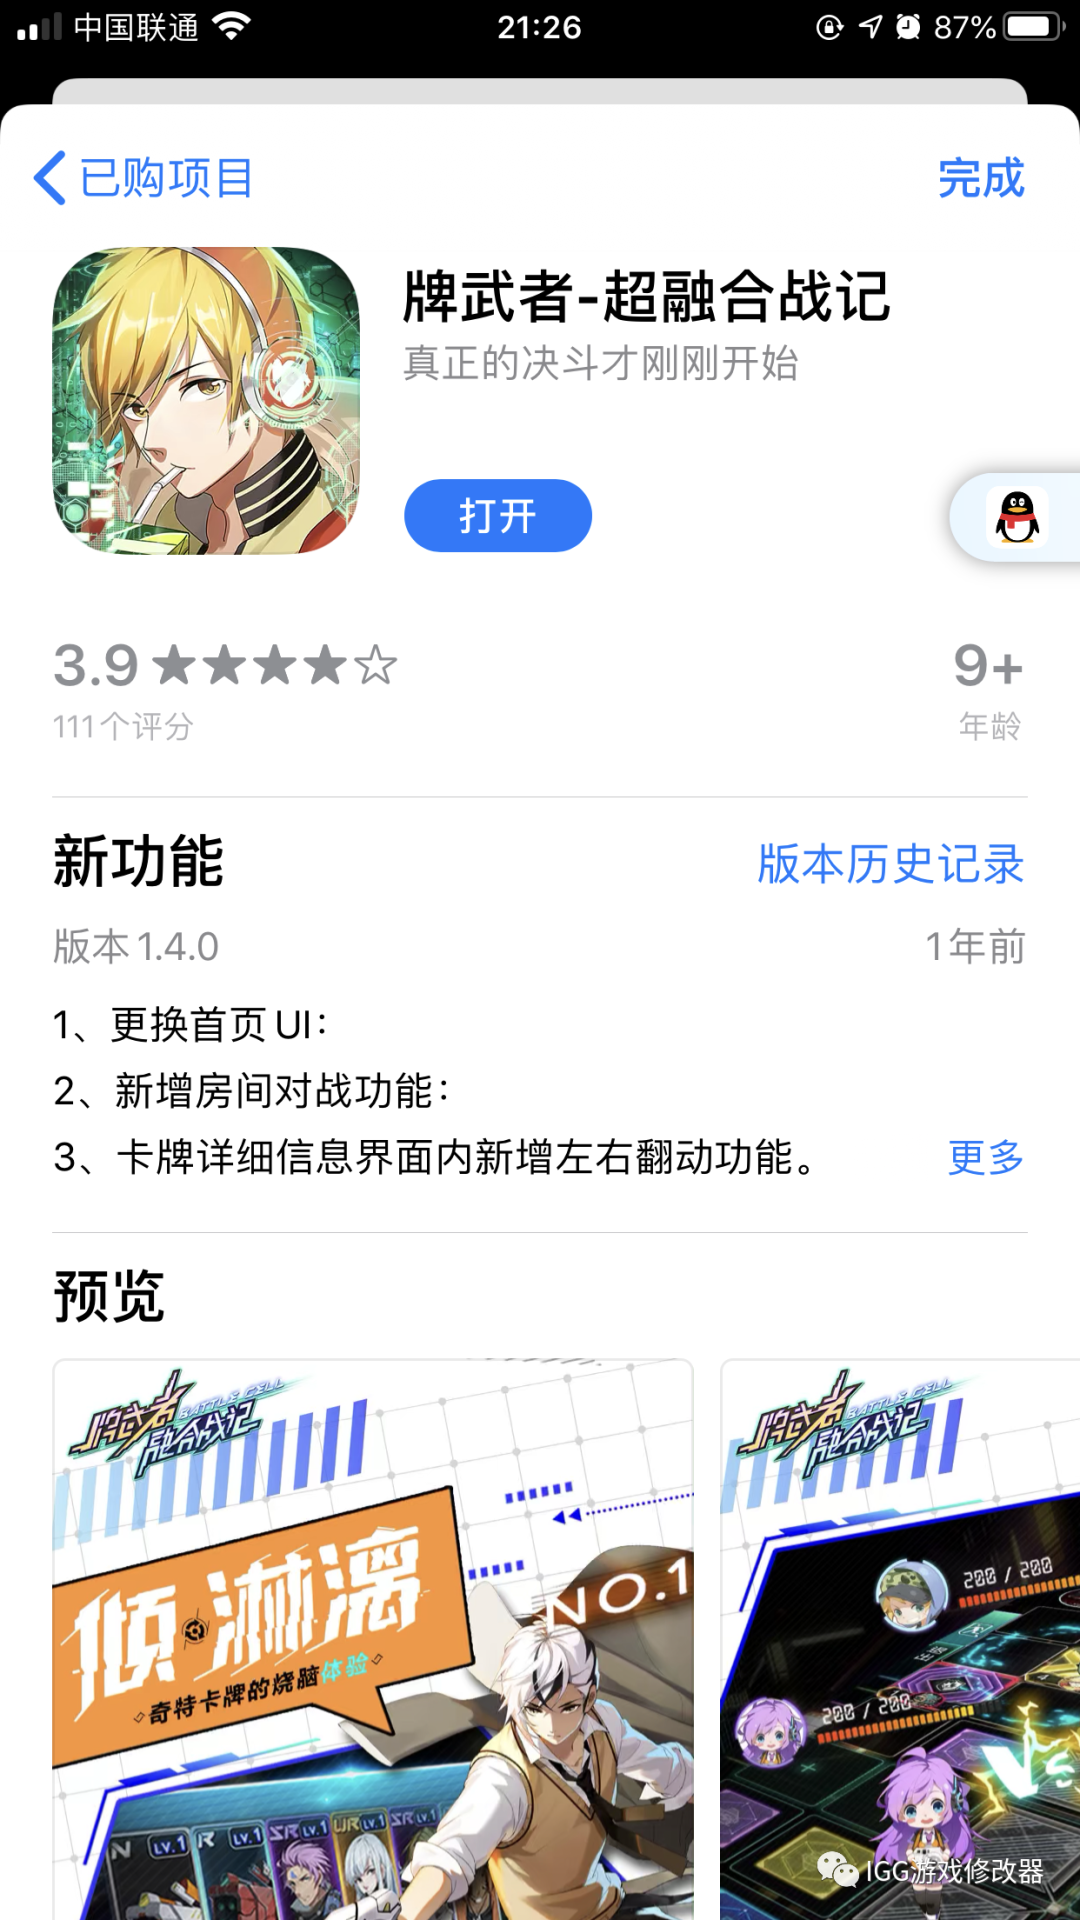 中国联通 21:26 87%
已购项目 完成
牌武者-超融合战记
真正的决斗才刚刚开始
打开
3.9 ★★★★☆ 9+
111个评分 年龄
新功能 版本历史记录
版本 1.4.0 1年前
1、更换首页 UI：
2、新增房间对战功能：
3、卡牌详细信息界面内新增左右翻动功能。 更多
预览
牌武者 BATTLE CELL
融合战记
牌武者 BATTLE CELL
融合战记
倾·淋漓
奇特卡牌的烧脑体验
NO.1
N LV.1 R LV.1 SR LV.1 UR LV.1 SR LV.1
200 / 200
200 / 200
VS
IGG游戏修改器